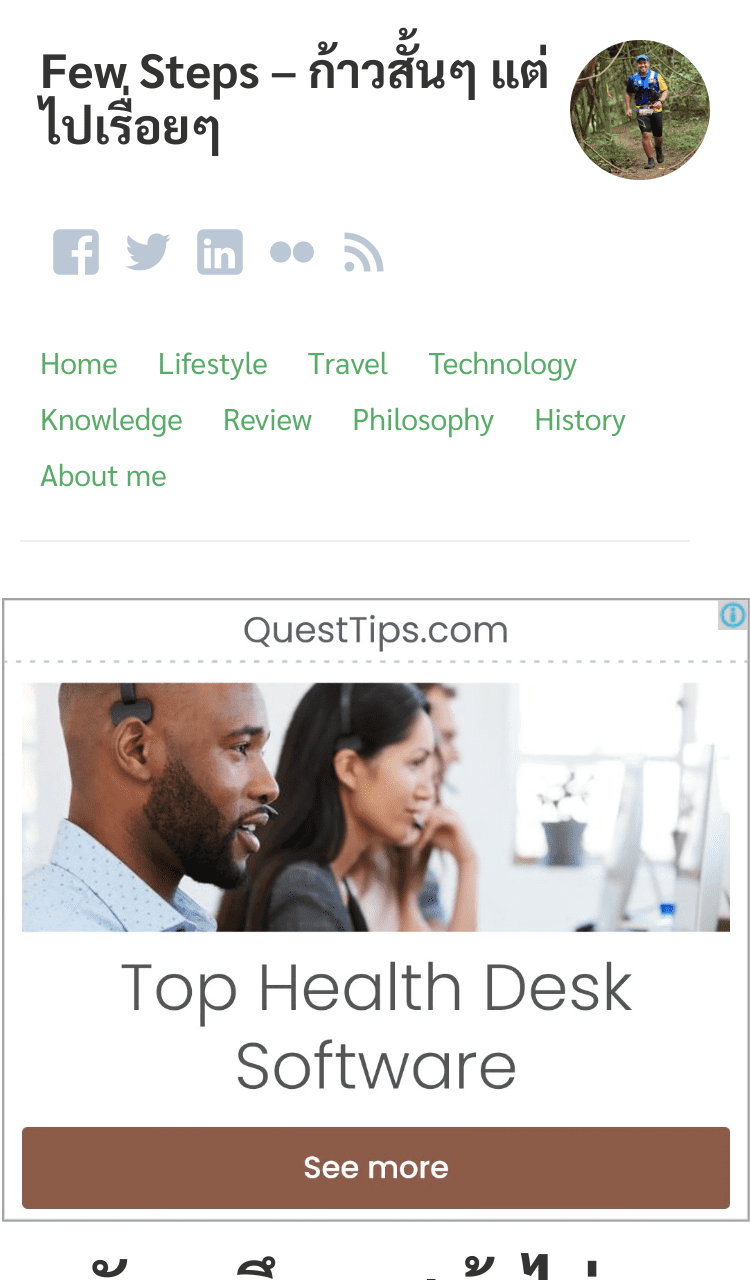 Few Steps – ก้าวสั้นๆ แต่
ไปเรื่อยๆ
Home Lifestyle Travel Technology
Knowledge Review Philosophy History
About me
QuestTips.com
Top Health Desk
Software
See more